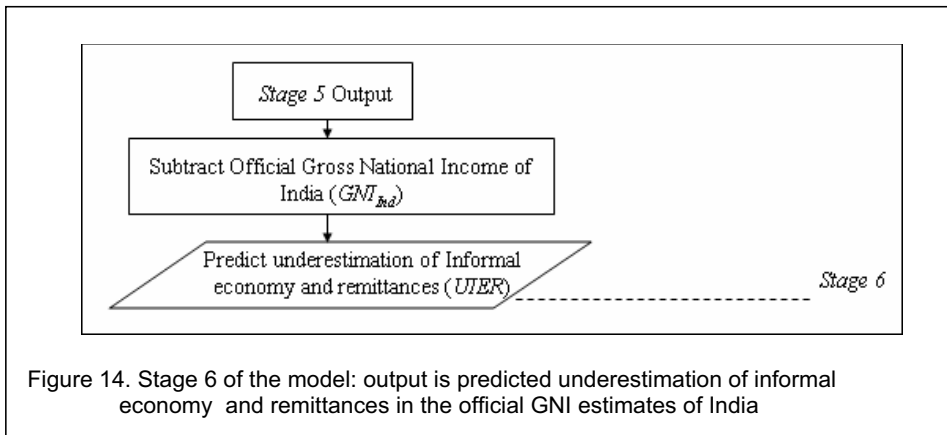 Stage 5 Output
Subtract Official Gross National Income of
India (GNI Ind)
Predict underestimation of Informal
economy and remittances (UIER)
Stage 6
Figure 14. Stage 6 of the model: output is predicted underestimation of informal
economy and remittances in the official GNI estimates of India